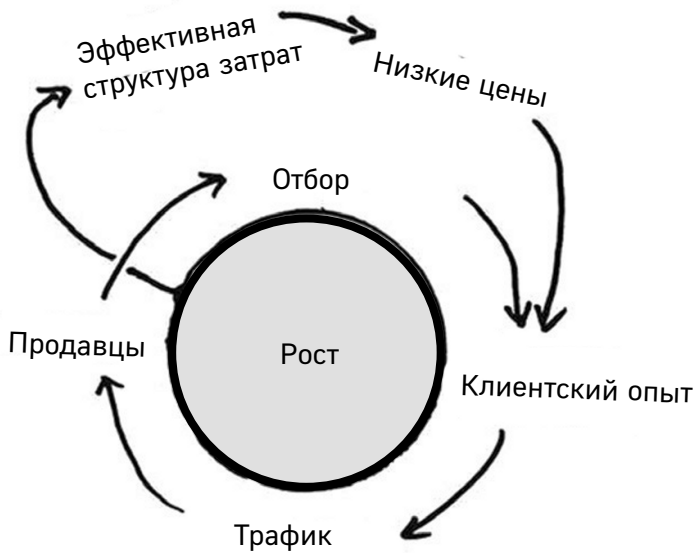 Эффективная
структура затрат
Низкие цены
Отбор
Продавцы
Рост
Клиентский опыт
Трафик